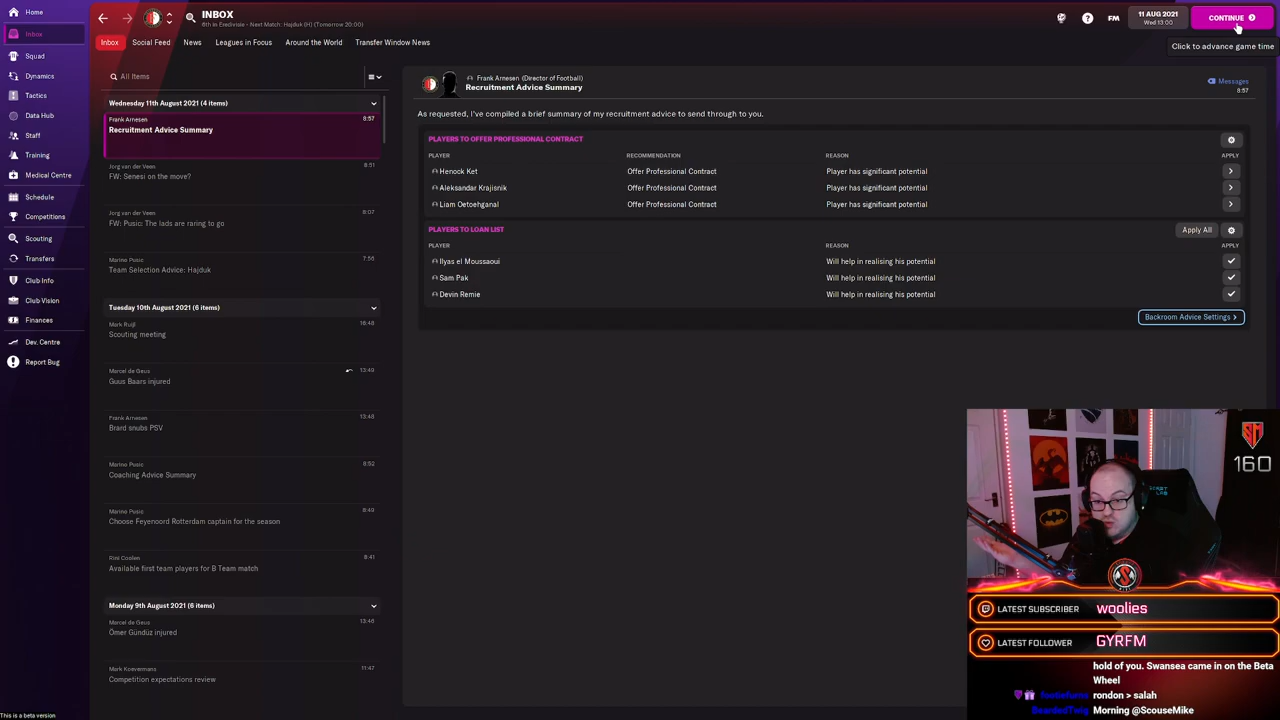 INBOX
6th in Eredivisie - Next Match: Hajduk (H) (Tomorrow 20:00)
11 AUG 2021
Wed 13:00
CONTINUE
FM
Click to advance game time
Home
Inbox
Squad
Dynamics
Tactics
Data Hub
Staff
Training
Medical Centre
Schedule
Competitions
Scouting
Transfers
Club Info
Club Vision
Finances
Dev. Centre
Report Bug
Inbox
Social Feed
News
Leagues in Focus
Around the World
Transfer Window News
All Items
Wednesday 11th August 2021 (4 items)
Frank Arnesen
8:57
Recruitment Advice Summary
Jorg van der Veen
8:51
FW: Senesi on the move?
Jorg van der Veen
8:07
FW: Pusic: The lads are raring to go
Marino Pusic
7:56
Team Selection Advice: Hajduk
Tuesday 10th August 2021 (6 items)
Mark Ruijl
16:48
Scouting meeting
Marcel de Geus
13:49
Guus Baars injured
Frank Arnesen
13:48
Brard snubs PSV
Marino Pusic
8:52
Coaching Advice Summary
Marino Pusic
8:49
Choose Feyenoord Rotterdam captain for the season
Rini Coolen
8:41
Available first team players for B Team match
Monday 9th August 2021 (6 items)
Marcel de Geus
13:46
Ömer Gündüz injured
Mark Koevermans
11:47
Competition expectations review
Frank Arnesen (Director of Football)
Recruitment Advice Summary
Messages
8:57
As requested, I've compiled a brief summary of my recruitment advice to send through to you.
PLAYERS TO OFFER PROFESSIONAL CONTRACT
PLAYER RECOMMENDATION REASON APPLY
Henock Ket Offer Professional Contract Player has significant potential
Aleksandar Krajisnik Offer Professional Contract Player has significant potential
Liam Oetoehganal Offer Professional Contract Player has significant potential
PLAYERS TO LOAN LIST
Apply All
PLAYER REASON APPLY
Ilyas el Moussaoui Will help in realising his potential
Sam Pak Will help in realising his potential
Devin Remie Will help in realising his potential
Backroom Advice Settings >
SM
160
LATEST SUBSCRIBER woolies
LATEST FOLLOWER GYRFM
hold of you. Swansea came in on the Beta
Wheel
rondon > salah
BeardedTwig Morning @ScouseMike
This is a beta version